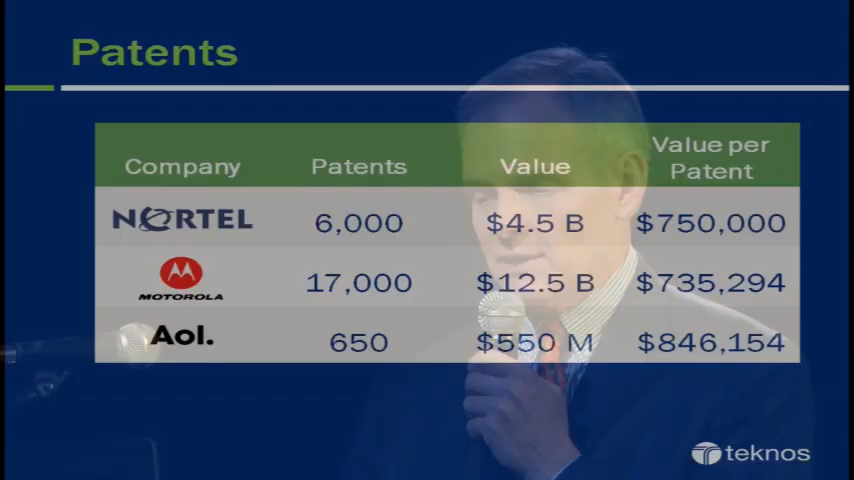 Patents
Company Patents Value Value per Patent
NORTEL 6,000 $4.5 B $750,000
MOTOROLA 17,000 $12.5 B $735,294
Aol. 650 $550 M $846,154
teknos